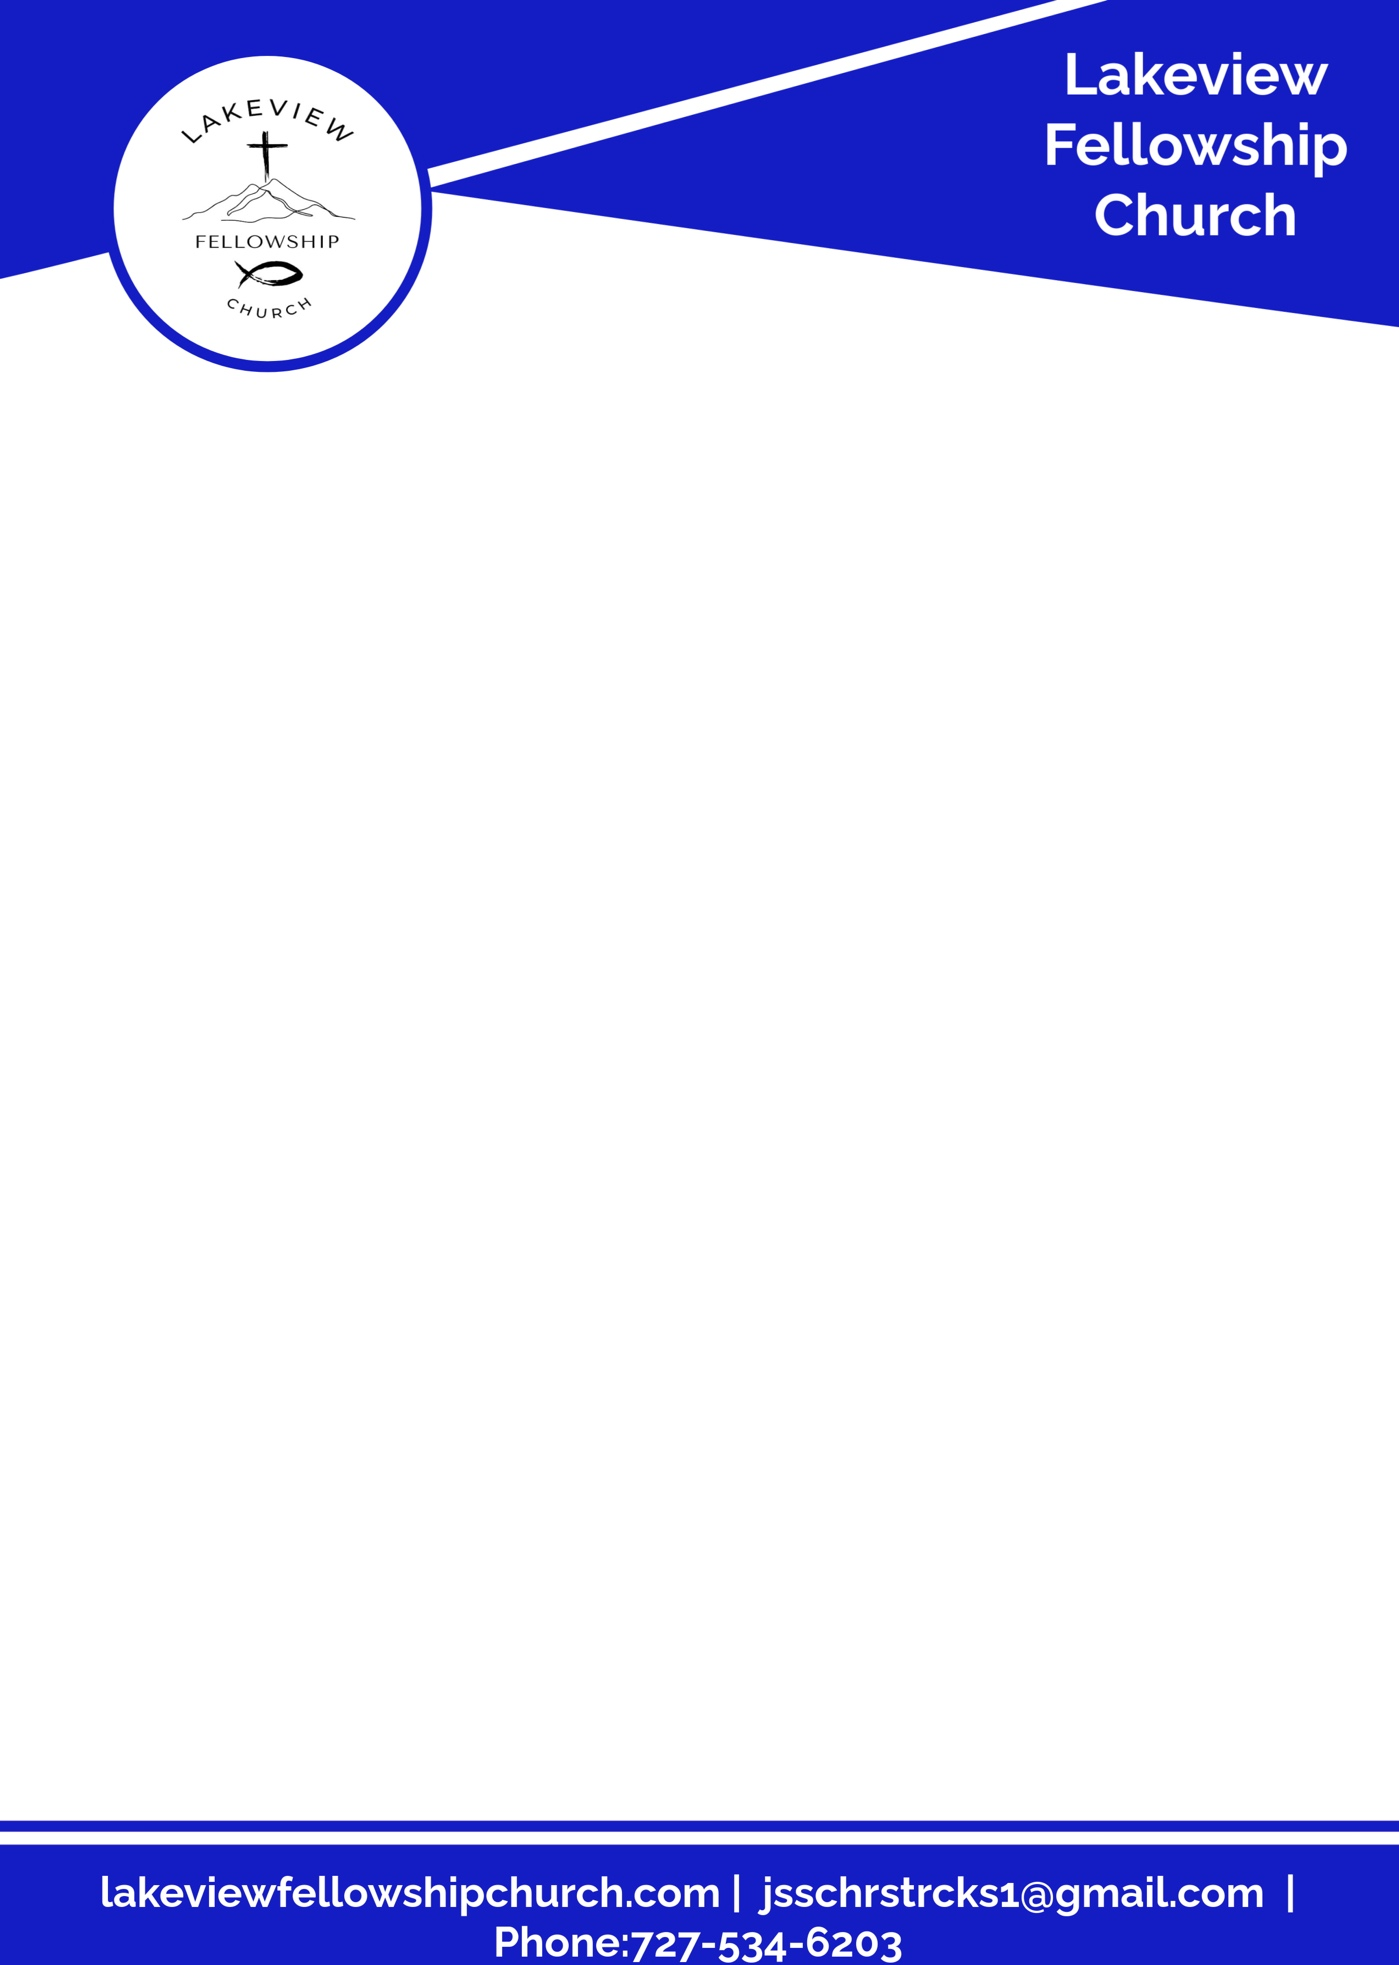 LAKEVIEW
FELLOWSHIP
CHURCH
Lakeview
Fellowship
Church
lakeviewfellowshipchurch.com | jsschrstrcks1@gmail.com |
Phone:727-534-6203